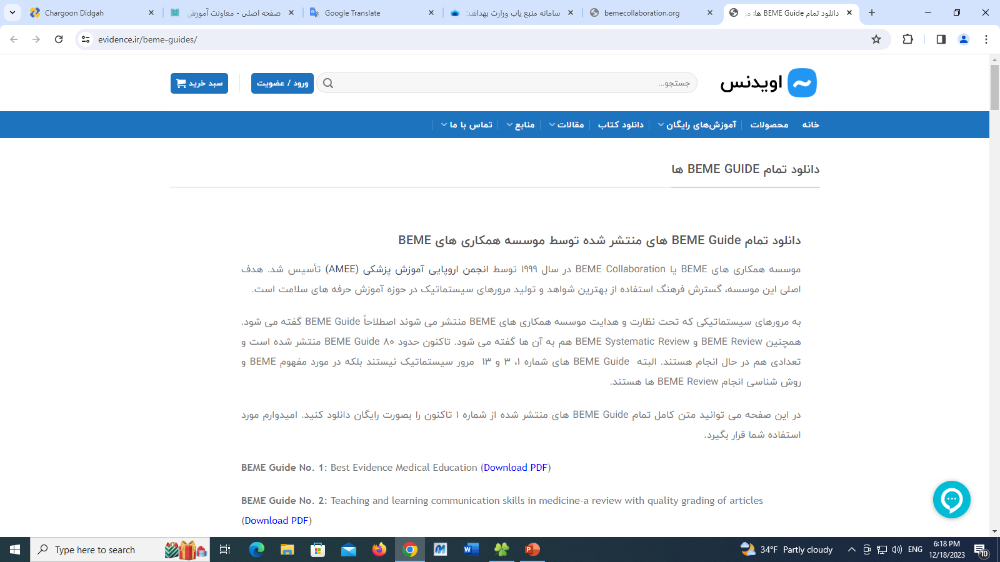 Chargoon Didgah
صفحه اصلی - معاونت آموزش
Google Translate
سامانه منبع یاب وزارت بهداشت
bemecollaboration.org
دانلود تمام BEME Guide ها:
evidence.ir/beme-guides/
اویدنس
جستجو...
ورود / عضویت
سبد خرید
خانه
محصولات
آموزش‌های رایگان
دانلود کتاب
مقالات
منابع
تماس با ما
دانلود تمام BEME GUIDE ها
دانلود تمام BEME Guide های منتشر شده توسط موسسه همکاری های BEME
موسسه همکاری های BEME یا BEME Collaboration در سال ۱۹۹۹ توسط انجمن اروپایی آموزش پزشکی (AMEE) تأسیس شد. هدف
اصلی این موسسه، گسترش فرهنگ استفاده از بهترین شواهد و تولید مرورهای سیستماتیک در حوزه آموزش حرفه های سلامت است.
به مرورهای سیستماتیکی که تحت نظارت و هدایت موسسه همکاری های BEME منتشر می شوند اصطلاحاً BEME Guide گفته می شود.
همچنین BEME Review و BEME Systematic Review هم به آن ها گفته می شود. تاکنون حدود ۸۰ BEME Guide منتشر شده است و
تعدادی هم در حال انجام هستند. البته BEME Guide های شماره ۱، ۳ و ۱۳ مرور سیستماتیک نیستند بلکه در مورد مفهوم BEME و
روش شناسی انجام BEME Review ها هستند.
در این صفحه می توانید متن کامل تمام BEME Guide های منتشر شده از شماره ۱ تاکنون را بصورت رایگان دانلود کنید. امیدوارم مورد
استفاده شما قرار بگیرد.
BEME Guide No. 1: Best Evidence Medical Education (Download PDF)
BEME Guide No. 2: Teaching and learning communication skills in medicine-a review with quality grading of articles
(Download PDF)
Type here to search
34°F Partly cloudy
ENG
6:18 PM
12/18/2023
10